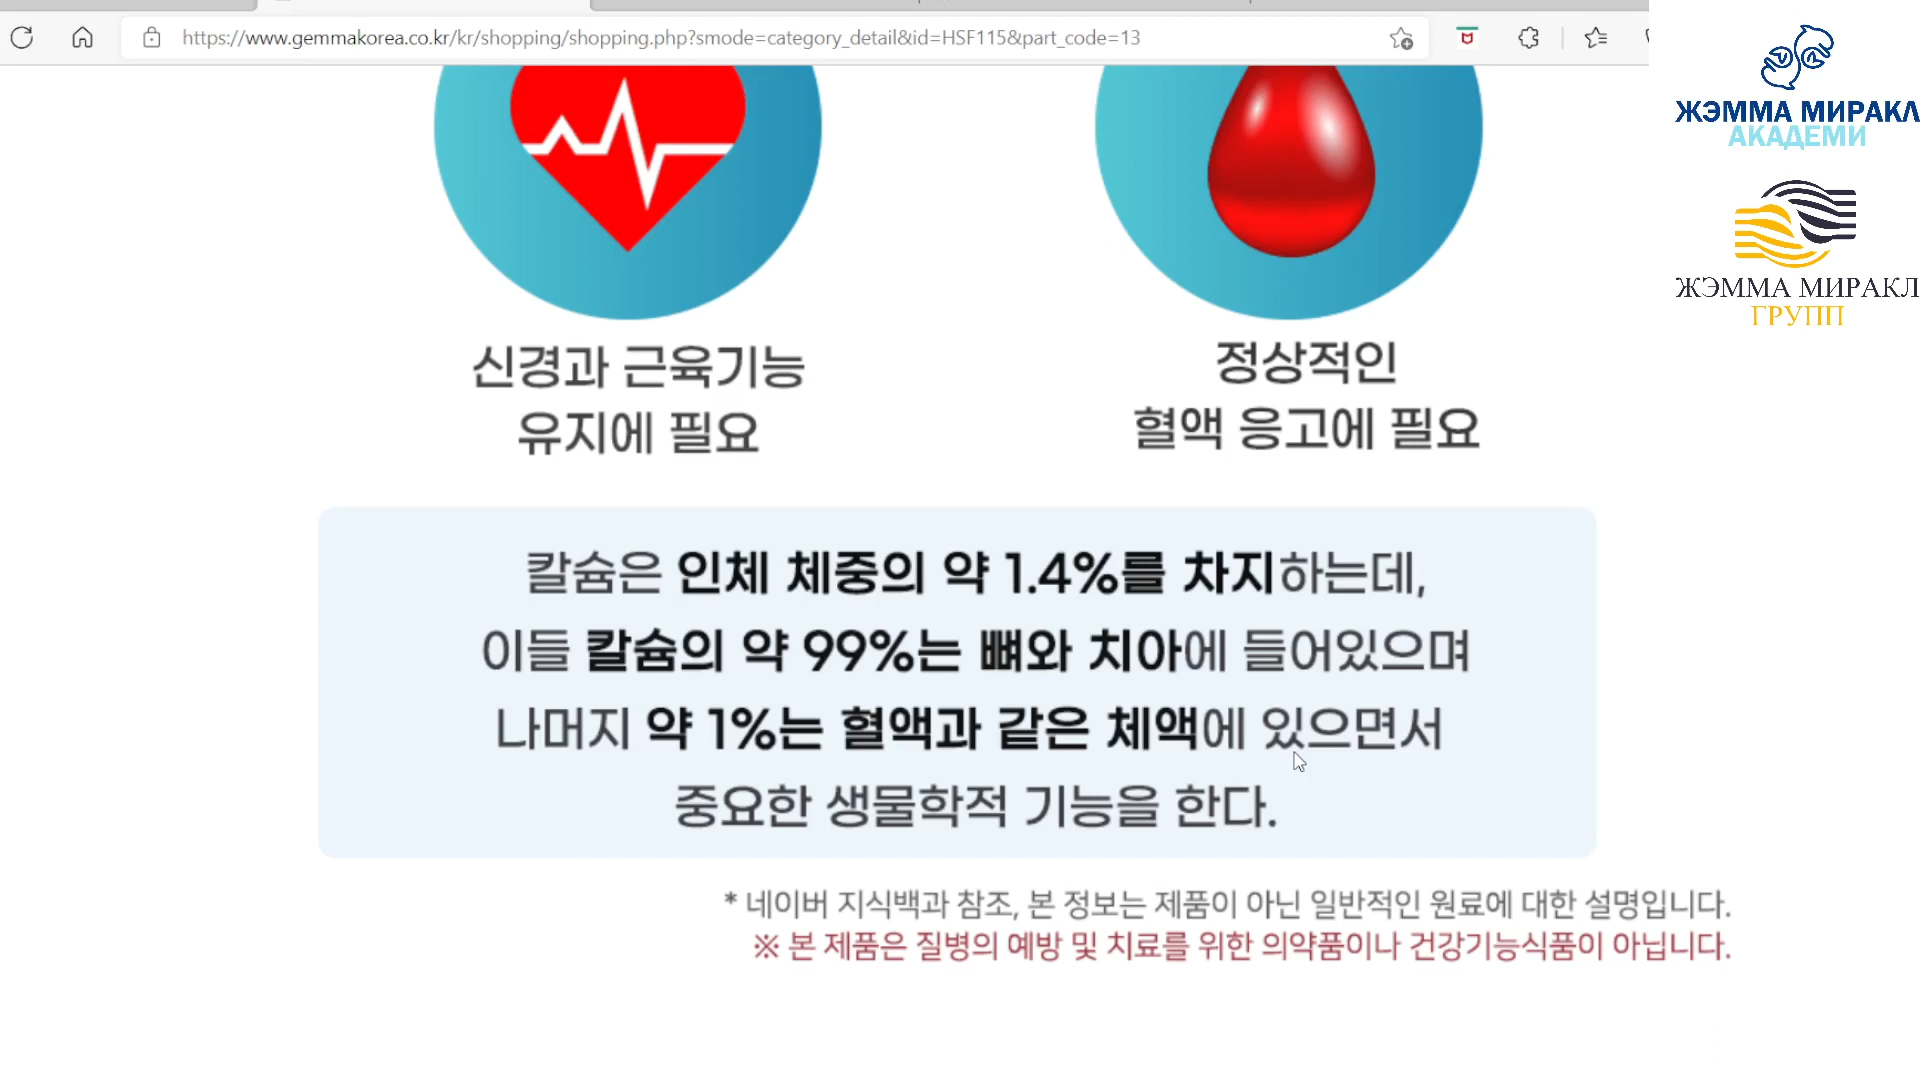 https://www.gemmakorea.co.kr/kr/shopping/shopping.php?smode=category_detail&id=HSF115&part_code=13
ЖЭММА МИРАКЛ
АКАДЕМИ
ЖЭММА МИРАКЛ
ГРУПП
신경과 근육기능
유지에 필요
정상적인
혈액 응고에 필요
칼슘은 인체 체중의 약 1.4%를 차지하는데,
이들 칼슘의 약 99%는 뼈와 치아에 들어있으며
나머지 약 1%는 혈액과 같은 체액에 있으면서
중요한 생물학적 기능을 한다.
* 네이버 지식백과 참조, 본 정보는 제품이 아닌 일반적인 원료에 대한 설명입니다.
※ 본 제품은 질병의 예방 및 치료를 위한 의약품이나 건강기능식품이 아닙니다.